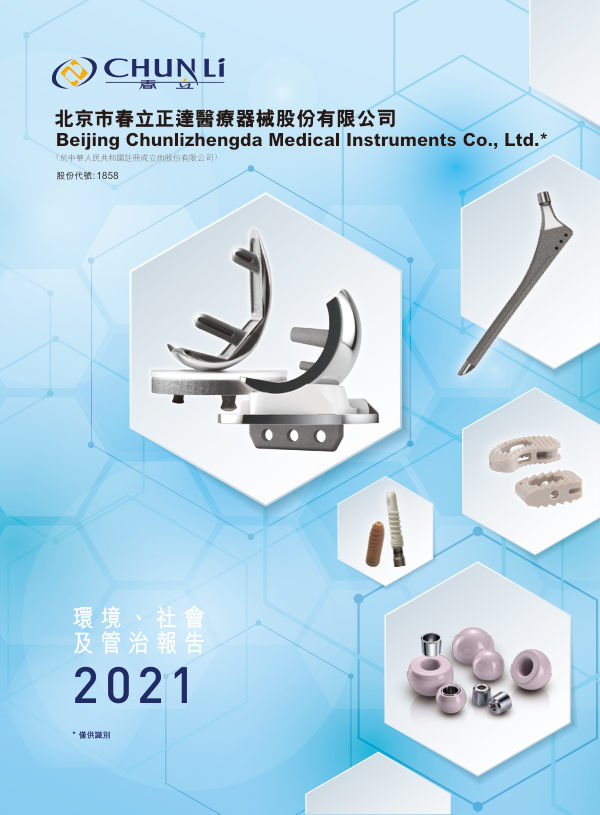 CHUNLi
春立
北京市春立正達醫療器械股份有限公司
Beijing Chunlizhengda Medical Instruments Co., Ltd.*
（於中華人民共和國註冊成立的股份有限公司）
股份代號: 1858
環境、社會
及管治報告
2021
* 僅供識別